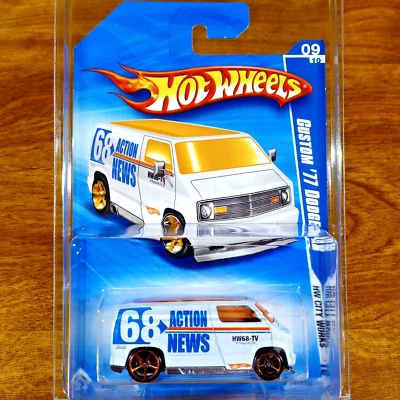 HOT WHEELS
09
10
CUSTOM '77 DODGE
HW CITY WORKS
68 ACTION
NEWS
68 ACTION
NEWS
HW68-TV